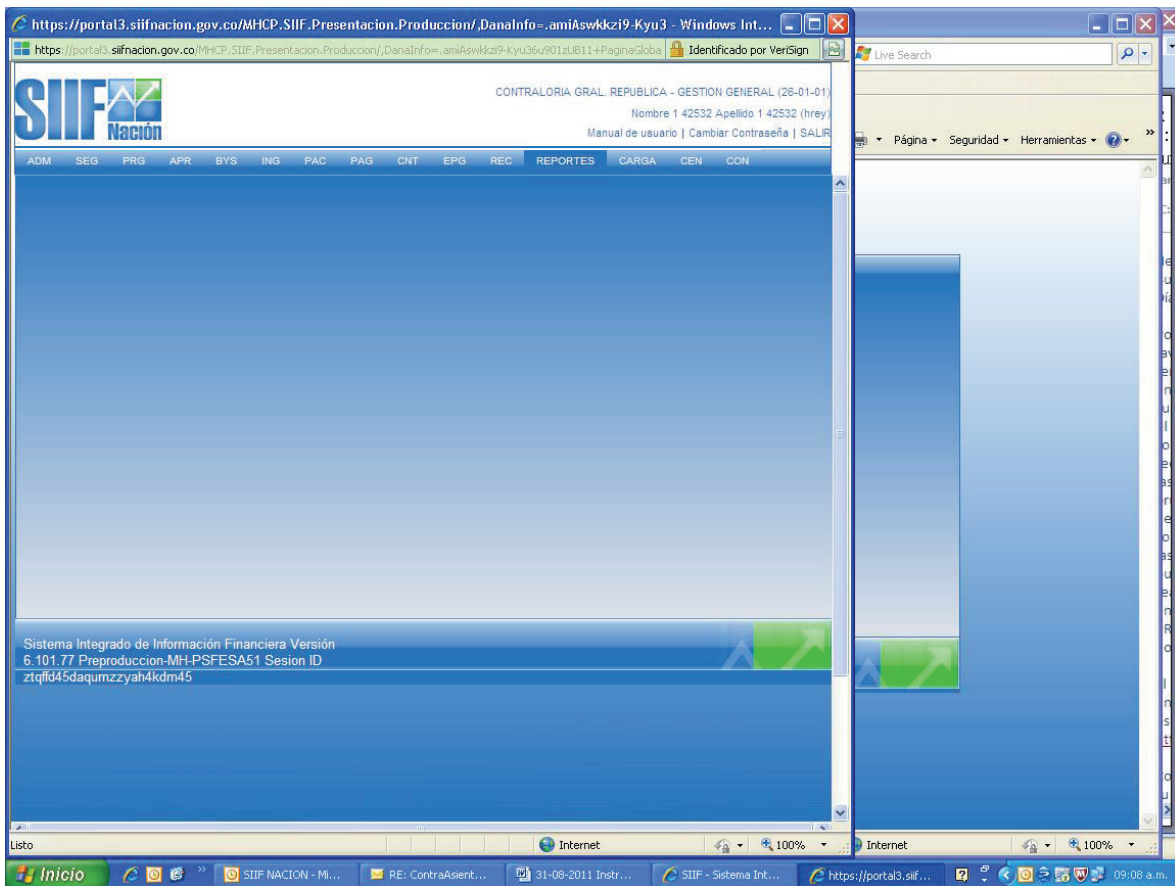 https://portal3.siifnacion.gov.co/MHCP.SIIF.Presentacion.Produccion/,DanaInfo=.amiAswkkzi9-Kyu3 - Windows Int...
https://portal3.siifnacion.gov.co/MHCP.SIIF.Presentacion.Produccion/,DanaInfo=.amiAswkkzi9-Kyu36u901zUB11+PaginaGloba
Identificado por VeriSign
Live Search
SIIF
Nación
CONTRALORIA GRAL. REPUBLICA - GESTION GENERAL (26-01-01)
Nombre 1 42532 Apellido 1 42532 (hrey)
Manual de usuario | Cambiar Contraseña | SALIR
Página Seguridad Herramientas »
ADM SEG PRG APR BYS ING PAC PAG CNT EPG REC REPORTES CARGA CEN CON
Sistema Integrado de Información Financiera Versión
6.101.77 Preproduccion-MH-PSFESA51 Sesion ID
ztqffd45daqumzzyah4kdm45
Listo
Internet
100%
Internet
100%
Inicio
»
SIIF NACION - Mi...
RE: ContraAsient...
31-08-2011 Instr...
SIIF - Sistema Int...
https://portal3.siif...
09:08 a.m.